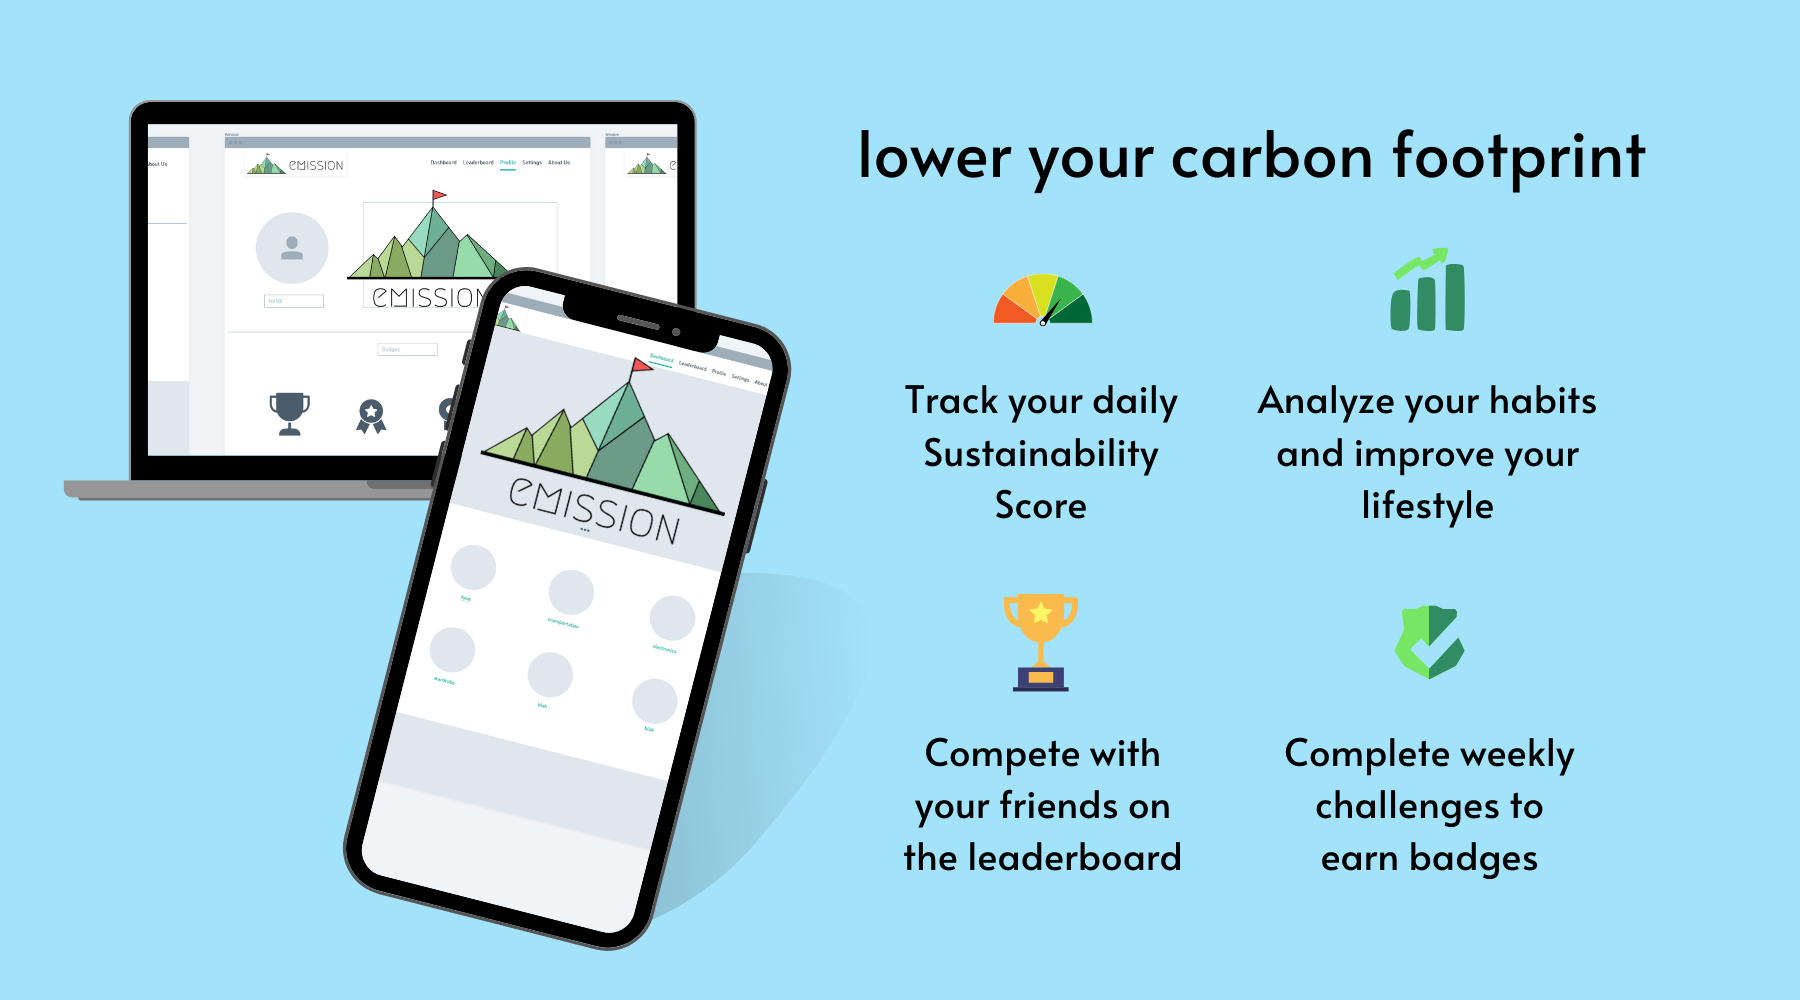 lower your carbon footprint
Track your daily
Sustainability
Score
Analyze your habits
and improve your
lifestyle
Compete with
your friends on
the leaderboard
Complete weekly
challenges to
earn badges
Window
Window
About Us
EMISSION
Dashboard Leaderboard Profile Settings About Us
NAME
EMISSION
Badges
Dashboard Leaderboard Profile Settings About
EMISSION
food
transportation
electronics
wardrobe
blah
blah